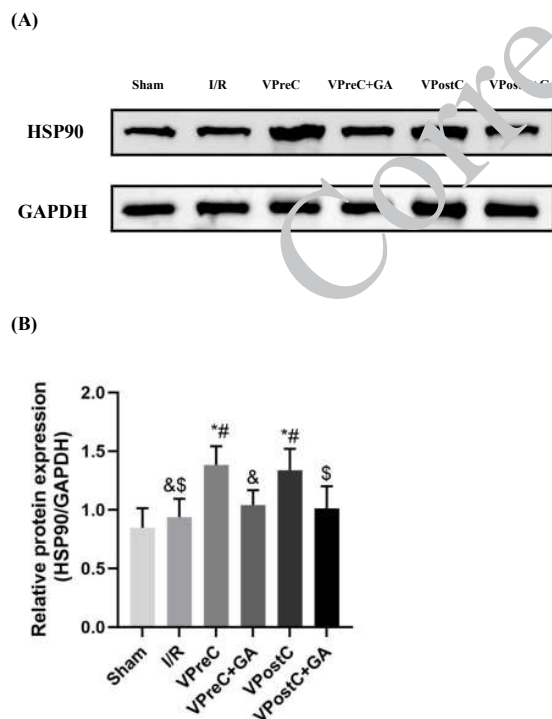 (A)
Sham I/R VPreC VPreC+GA VPostC
HSP90
GAPDH
Corre
(B)
Relative protein expression
(HSP90/GAPDH)
2.0
1.5
1.0
0.5
0.0
&$
*#
&
*#
$
Sham I/R VPreC VPreC+GA VPostC VPostC+GA